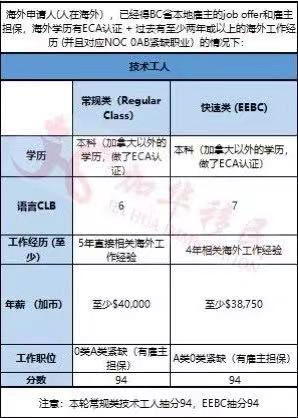 海外申请人(人在海外），已经得BC省本地雇主的job offer和雇主
担保，海外学历有ECA认证 + 过去有至少两年或以上的海外工作经
历 (并且对应NOC 0AB紧缺职业）的情况下：
技术工人
常规类（Regular
Class） 快速类 (EEBC)
学历 本科（加拿大以外的
学历，做了ECA认
证） 本科（加拿大以外的学历，
做了ECA认证）
语言CLB 6 7
工作经历 (至
少） 5年直接相关海外工
作经验 4年相关海外工作经验
年薪 （加币） 至少$40,000 至少$38,750
工作职位 0类A类紧缺（有雇
主担保） A类0类紧缺（有雇主担保）
分数 94 94
注意：本轮常规类技术工人抽分94，EEBC抽分94
加华移民